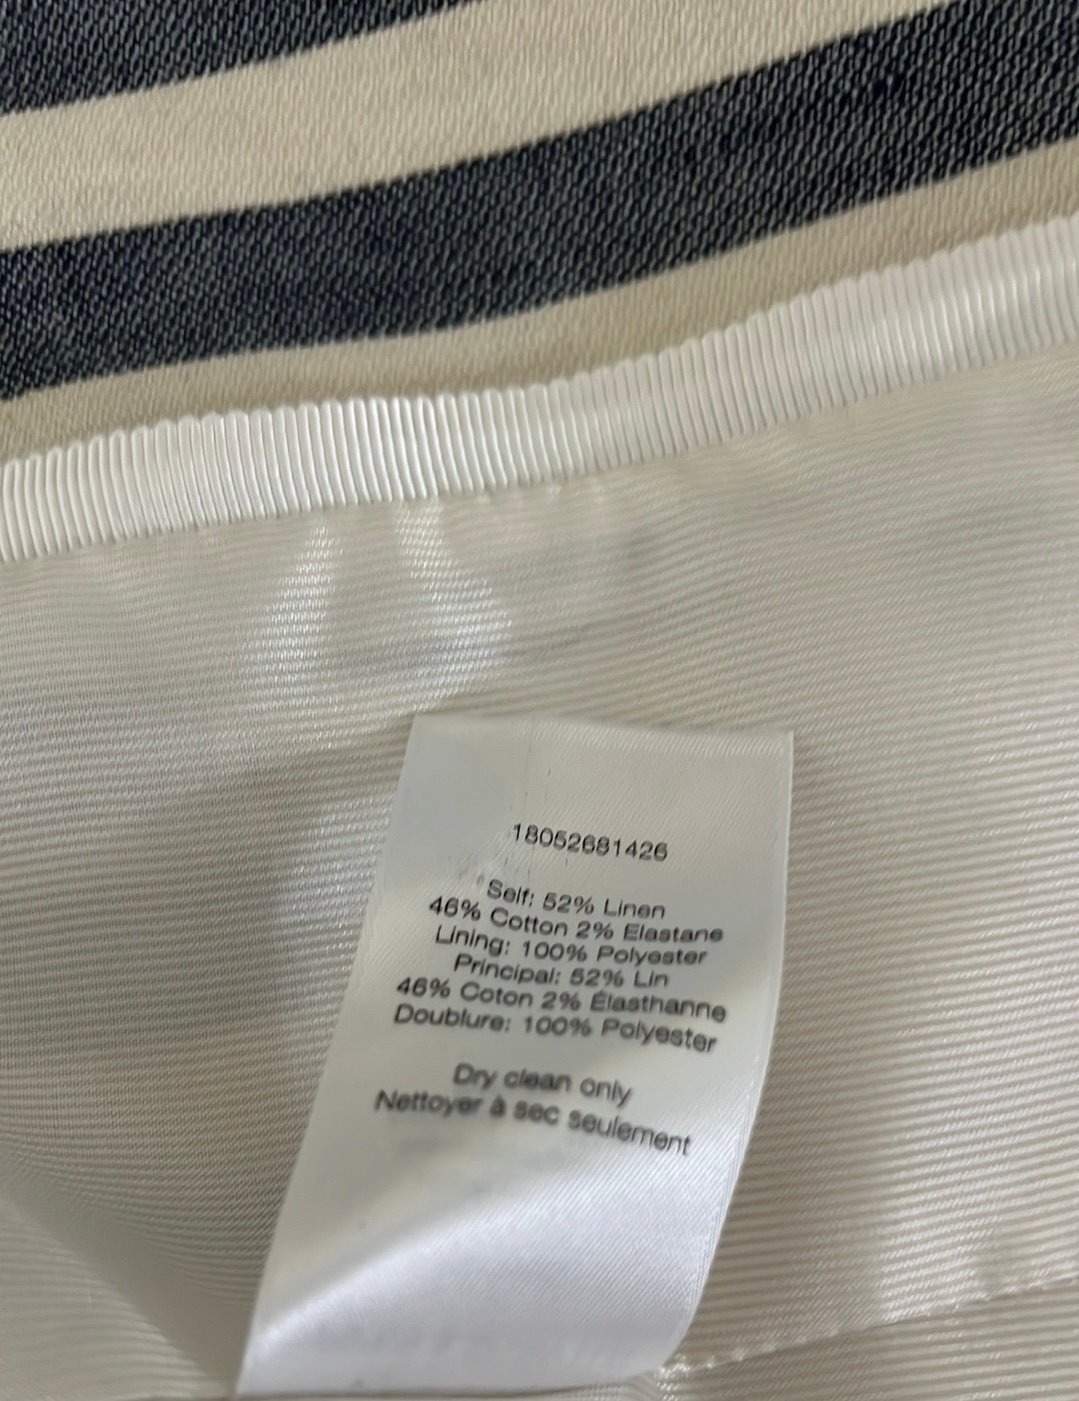 18052681426
Self: 52% Linen
46% Cotton 2% Elastane
Lining: 100% Polyester
Principal: 52% Lin
46% Coton 2% Élasthanne
Doublure: 100% Polyester
Dry clean only
Nettoyer à sec seulement